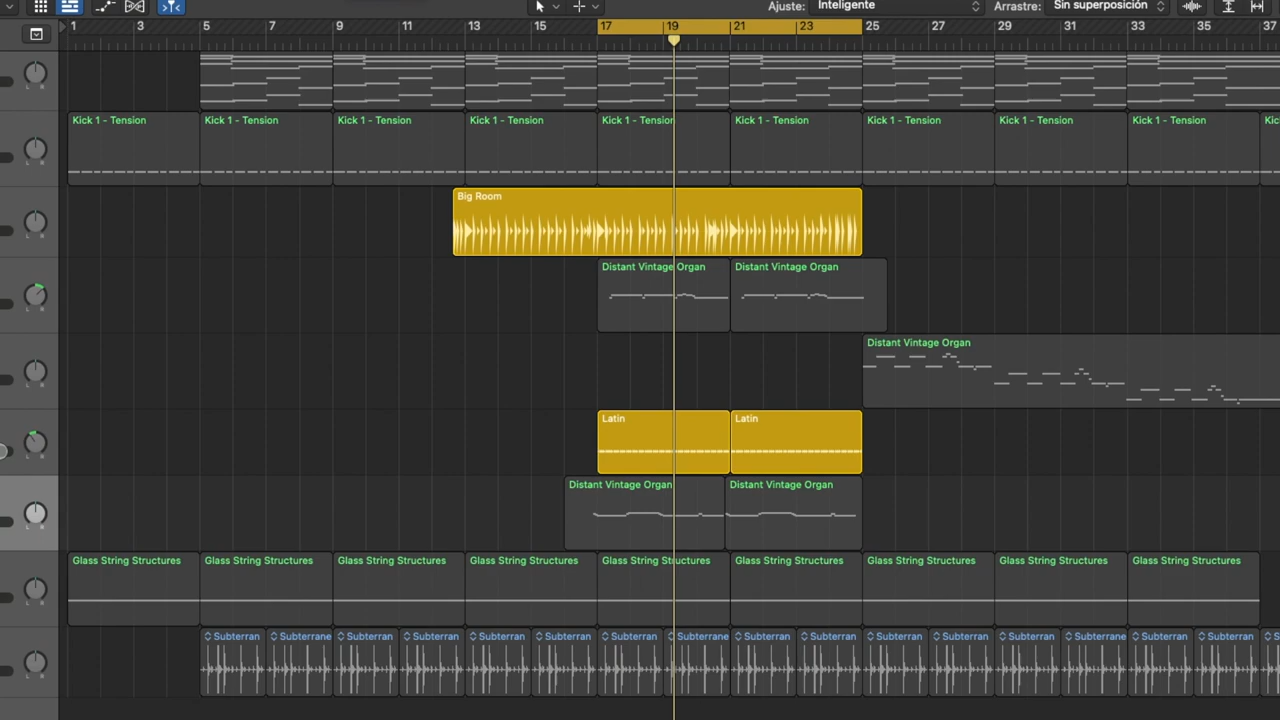 Ajuste: Inteligente Arrastre: Sin superposición
1 3 5 7 9 11 13 15 17 19 21 23 25 27 29 31 33 35 37
Kick 1 - Tension Kick 1 - Tension Kick 1 - Tension Kick 1 - Tension Kick 1 - Tension Kick 1 - Tension Kick 1 - Tension Kick 1 - Tension Kick 1 - Tension Kic
Big Room
Distant Vintage Organ Distant Vintage Organ
Distant Vintage Organ
Latin Latin
Distant Vintage Organ Distant Vintage Organ
Glass String Structures Glass String Structures Glass String Structures Glass String Structures Glass String Structures Glass String Structures Glass String Structures Glass String Structures Glass String Structures
Subterran Subterrane Subterran Subterran Subterran Subterran Subterran Subterrane Subterran Subterran Subterran Subterran Subterran Subterrane Subterran Subterran S